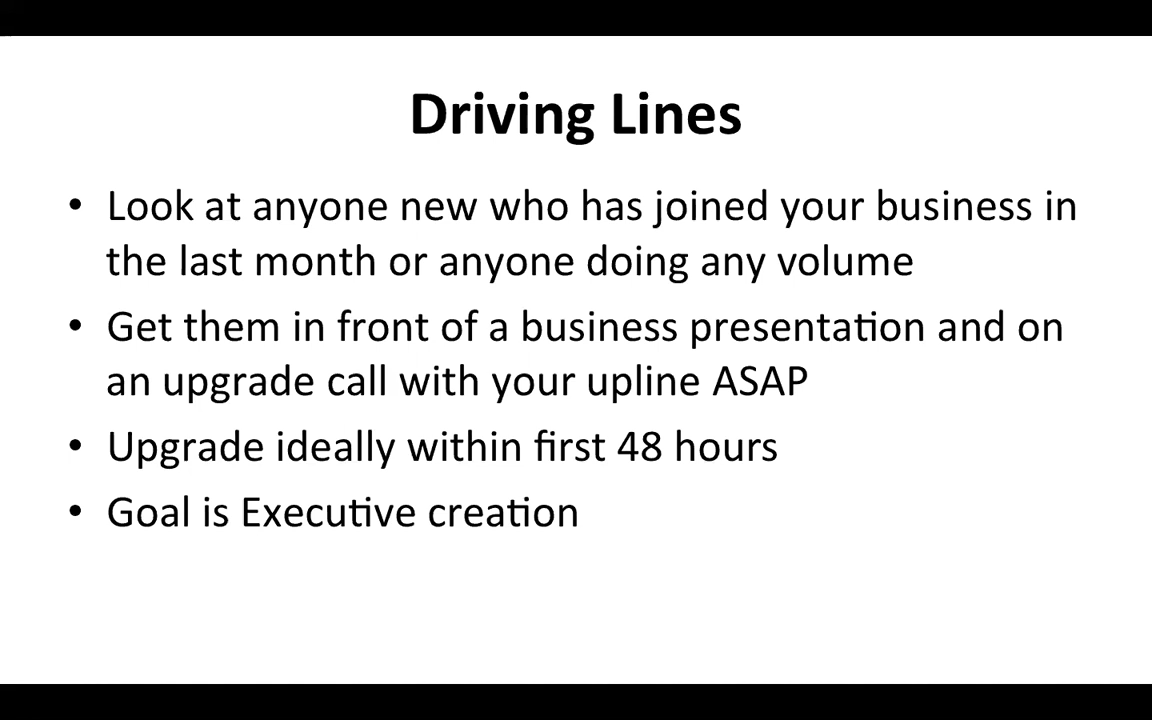 Driving Lines
• Look at anyone new who has joined your business in
the last month or anyone doing any volume
• Get them in front of a business presentation and on
an upgrade call with your upline ASAP
• Upgrade ideally within first 48 hours
• Goal is Executive creation